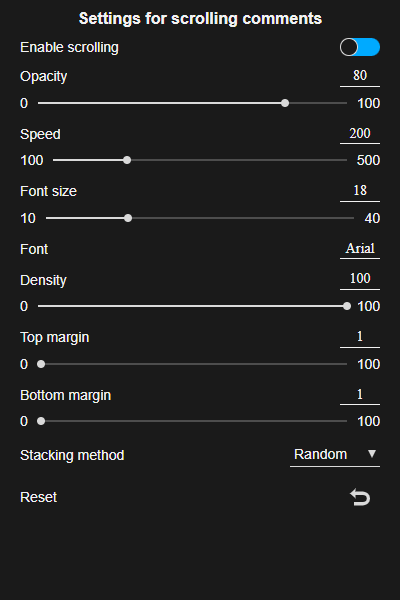 Settings for scrolling comments
Enable scrolling
Opacity 80
0 100
Speed 200
100 500
Font size 18
10 40
Font Arial
Density 100
0 100
Top margin 1
0 100
Bottom margin 1
0 100
Stacking method Random
Reset